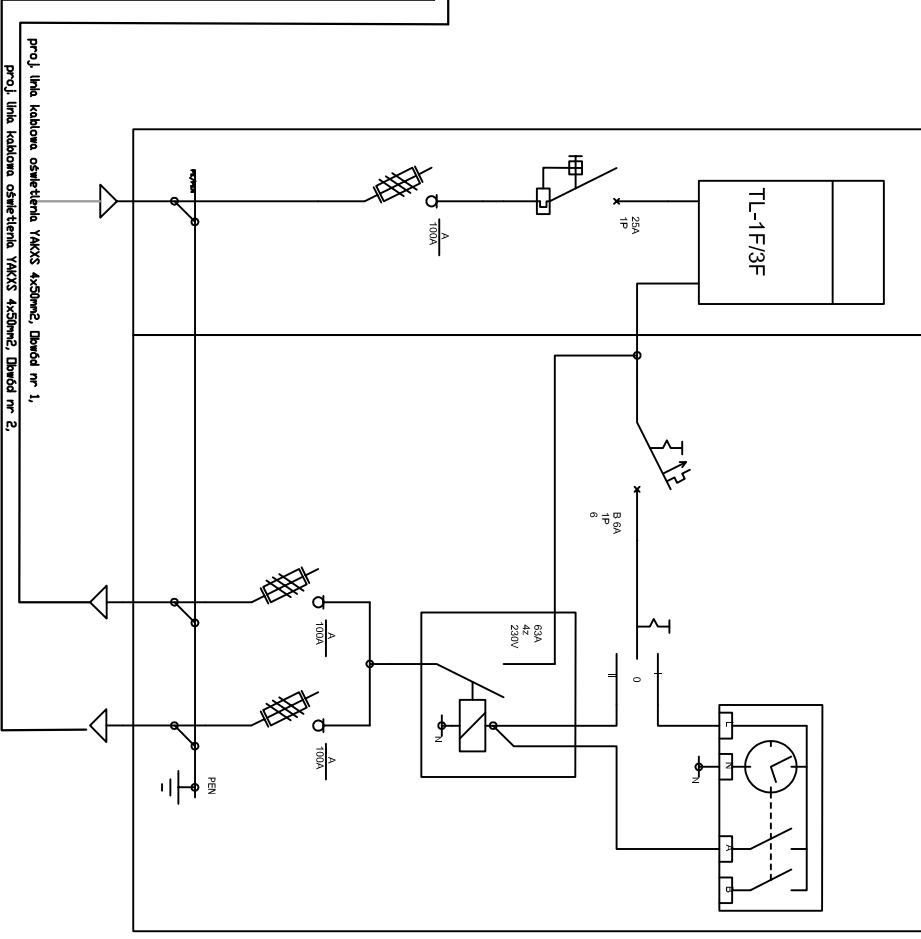 proj. linia kablowa oświetlenia YAKXS 4x50mm2, Obwód nr 1,
proj. linia kablowa oświetlenia YAKXS 4x50mm2, Obwód nr 2,
TL-1F/3F
25A
1P
A
100A
B 6A
1P
6
0
I
II
63A
4z
230V
N
L
N
A
B
N
A
100A
A
100A
PEN